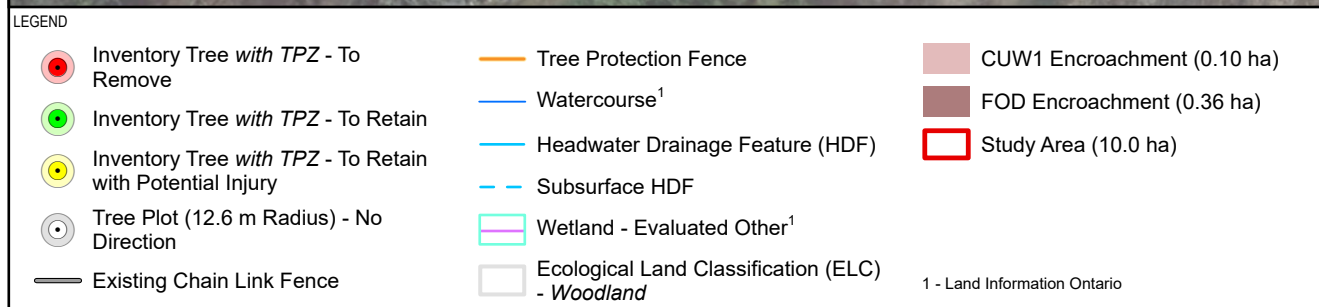 LEGEND
Inventory Tree with TPZ - To
Remove
Inventory Tree with TPZ - To Retain
Inventory Tree with TPZ - To Retain
with Potential Injury
Tree Plot (12.6 m Radius) - No
Direction
Existing Chain Link Fence
Tree Protection Fence
Watercourse¹
Headwater Drainage Feature (HDF)
Subsurface HDF
Wetland - Evaluated Other¹
Ecological Land Classification (ELC)
- Woodland
CUW1 Encroachment (0.10 ha)
FOD Encroachment (0.36 ha)
Study Area (10.0 ha)
1 - Land Information Ontario